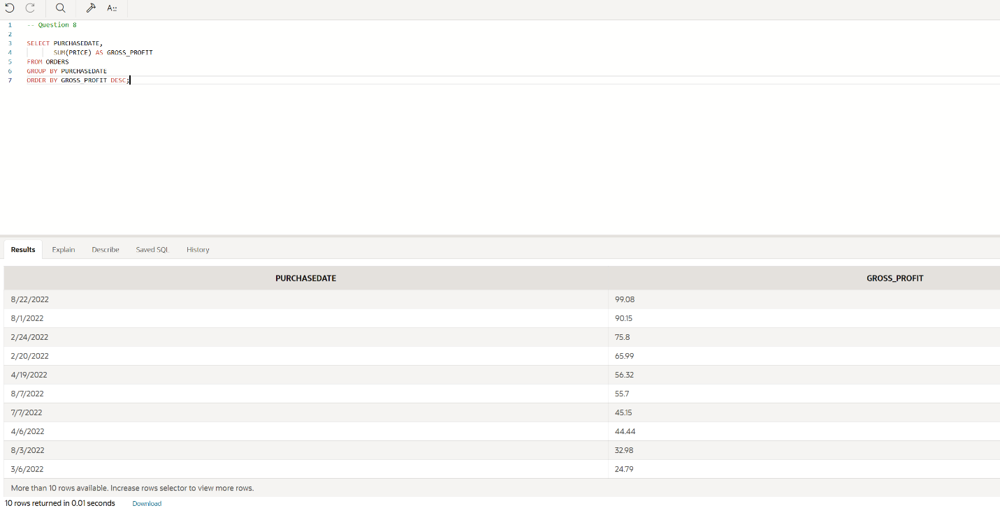 A::
1 -- Question 8
2
3 SELECT PURCHASEDATE,
4 SUM(PRICE) AS GROSS_PROFIT
5 FROM ORDERS
6 GROUP BY PURCHASEDATE
7 ORDER BY GROSS_PROFIT DESC;
Results Explain Describe Saved SQL History
PURCHASEDATE GROSS_PROFIT
8/22/2022 99.08
8/1/2022 90.15
2/24/2022 75.8
2/20/2022 65.99
4/19/2022 56.32
8/7/2022 55.7
7/7/2022 45.15
4/6/2022 44.44
8/3/2022 32.98
3/6/2022 24.79
More than 10 rows available. Increase rows selector to view more rows.
10 rows returned in 0.01 seconds Download